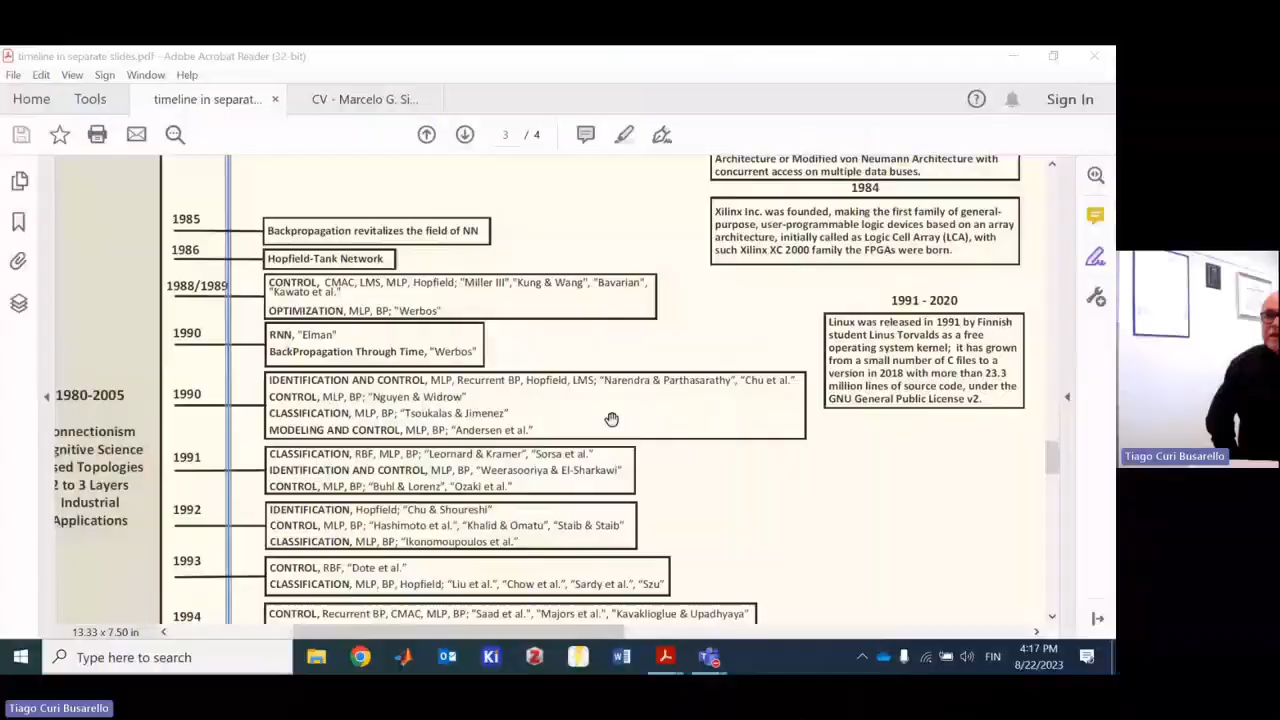 timeline in separate slides.pdf - Adobe Acrobat Reader (32-bit)
File Edit View Sign Window Help
Home Tools timeline in separat... × CV - Marcelo G. Si... Sign In
3 / 4
Architecture or Modified von Neumann Architecture with
concurrent access on multiple data buses.
1984
Xilinx Inc. was founded, making the first family of general-
purpose, user-programmable logic devices based on an array
architecture, initially called as Logic Cell Array (LCA), with
such Xilinx XC 2000 family the FPGAs were born.
1991 - 2020
Linux was released in 1991 by Finnish
student Linus Torvalds as a free
operating system kernel; it has grown
from a small number of C files to a
version in 2018 with more than 23.3
million lines of source code, under the
GNU General Public License v2.
1985
Backpropagation revitalizes the field of NN
1986
Hopfield-Tank Network
1988/1989
CONTROL, CMAC, LMS, MLP, Hopfield; "Miller III","Kung & Wang", "Bavarian",
"Kawato et al."
OPTIMIZATION, MLP, BP; "Werbos"
1990
RNN, "Elman"
BackPropagation Through Time, "Werbos"
1990
IDENTIFICATION AND CONTROL, MLP, Recurrent BP, Hopfield, LMS; "Narendra & Parthasarathy", "Chu et al."
CONTROL, MLP, BP; "Nguyen & Widrow"
CLASSIFICATION, MLP, BP; "Tsoukalas & Jimenez"
MODELING AND CONTROL, MLP, BP; "Andersen et al."
1991
CLASSIFICATION, RBF, MLP, BP; "Leornard & Kramer", "Sorsa et al."
IDENTIFICATION AND CONTROL, MLP, BP, "Weerasooriya & El-Sharkawi"
CONTROL, MLP, BP; "Buhl & Lorenz", "Ozaki et al."
1992
IDENTIFICATION, Hopfield; "Chu & Shoureshi"
CONTROL, MLP, BP; "Hashimoto et al.", "Khalid & Omatu", "Staib & Staib"
CLASSIFICATION, MLP, BP; "Ikonomoupoulos et al."
1993
CONTROL, RBF, "Dote et al."
CLASSIFICATION, MLP, BP, Hopfield; "Liu et al.", "Chow et al.", "Sardy et al.", "Szu"
1994
CONTROL, Recurrent BP, CMAC, MLP, BP; "Saad et al.", "Majors et al.", "Kavaklioglue & Upadhyaya"
1980-2005
onnectionism
gnitive Science
sed Topologies
2 to 3 Layers
Industrial
Applications
13.33 x 7.50 in
Type here to search
Ki
FIN
4:17 PM
8/22/2023
Tiago Curi Busarello
Tiago Curi Busarello